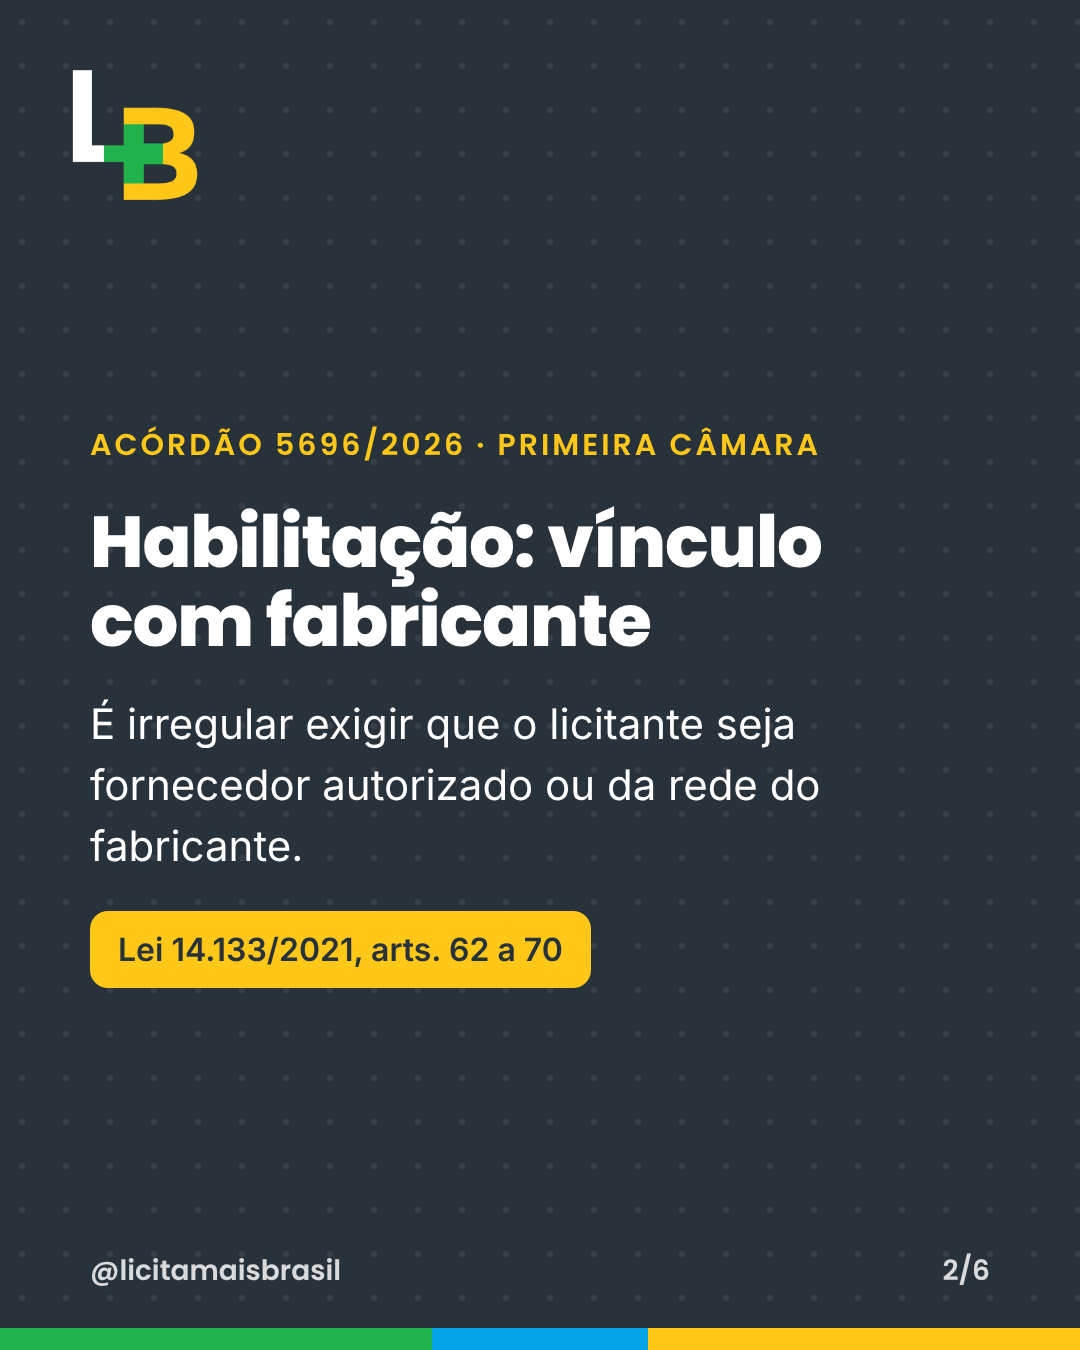 L+B
ACÓRDÃO 5696/2026 · PRIMEIRA CÂMARA
Habilitação: vínculo
com fabricante
É irregular exigir que o licitante seja
fornecedor autorizado ou da rede do
fabricante.
Lei 14.133/2021, arts. 62 a 70
@licitamaisbrasil
2/6